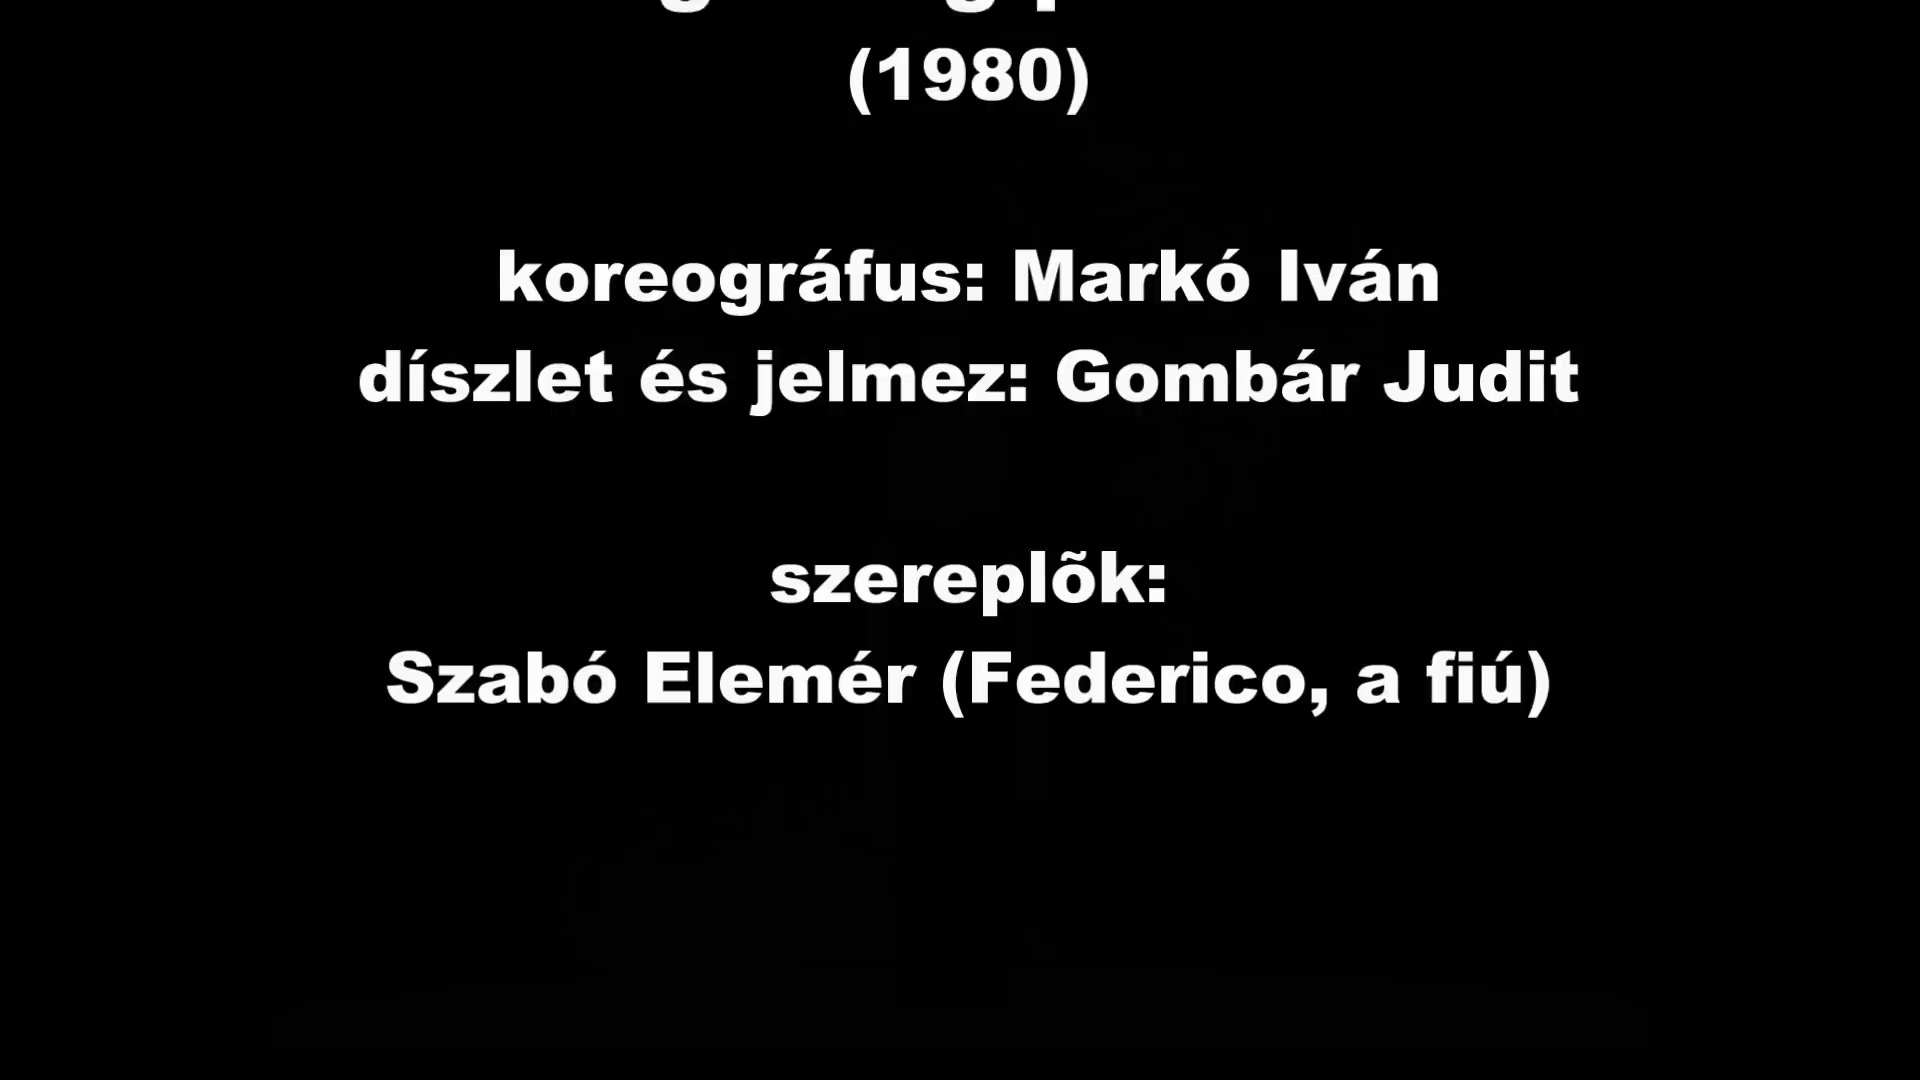 (1980)
koreográfus: Markó Iván
díszlet és jelmez: Gombár Judit
szereplõk:
Szabó Elemér (Federico, a fiú)